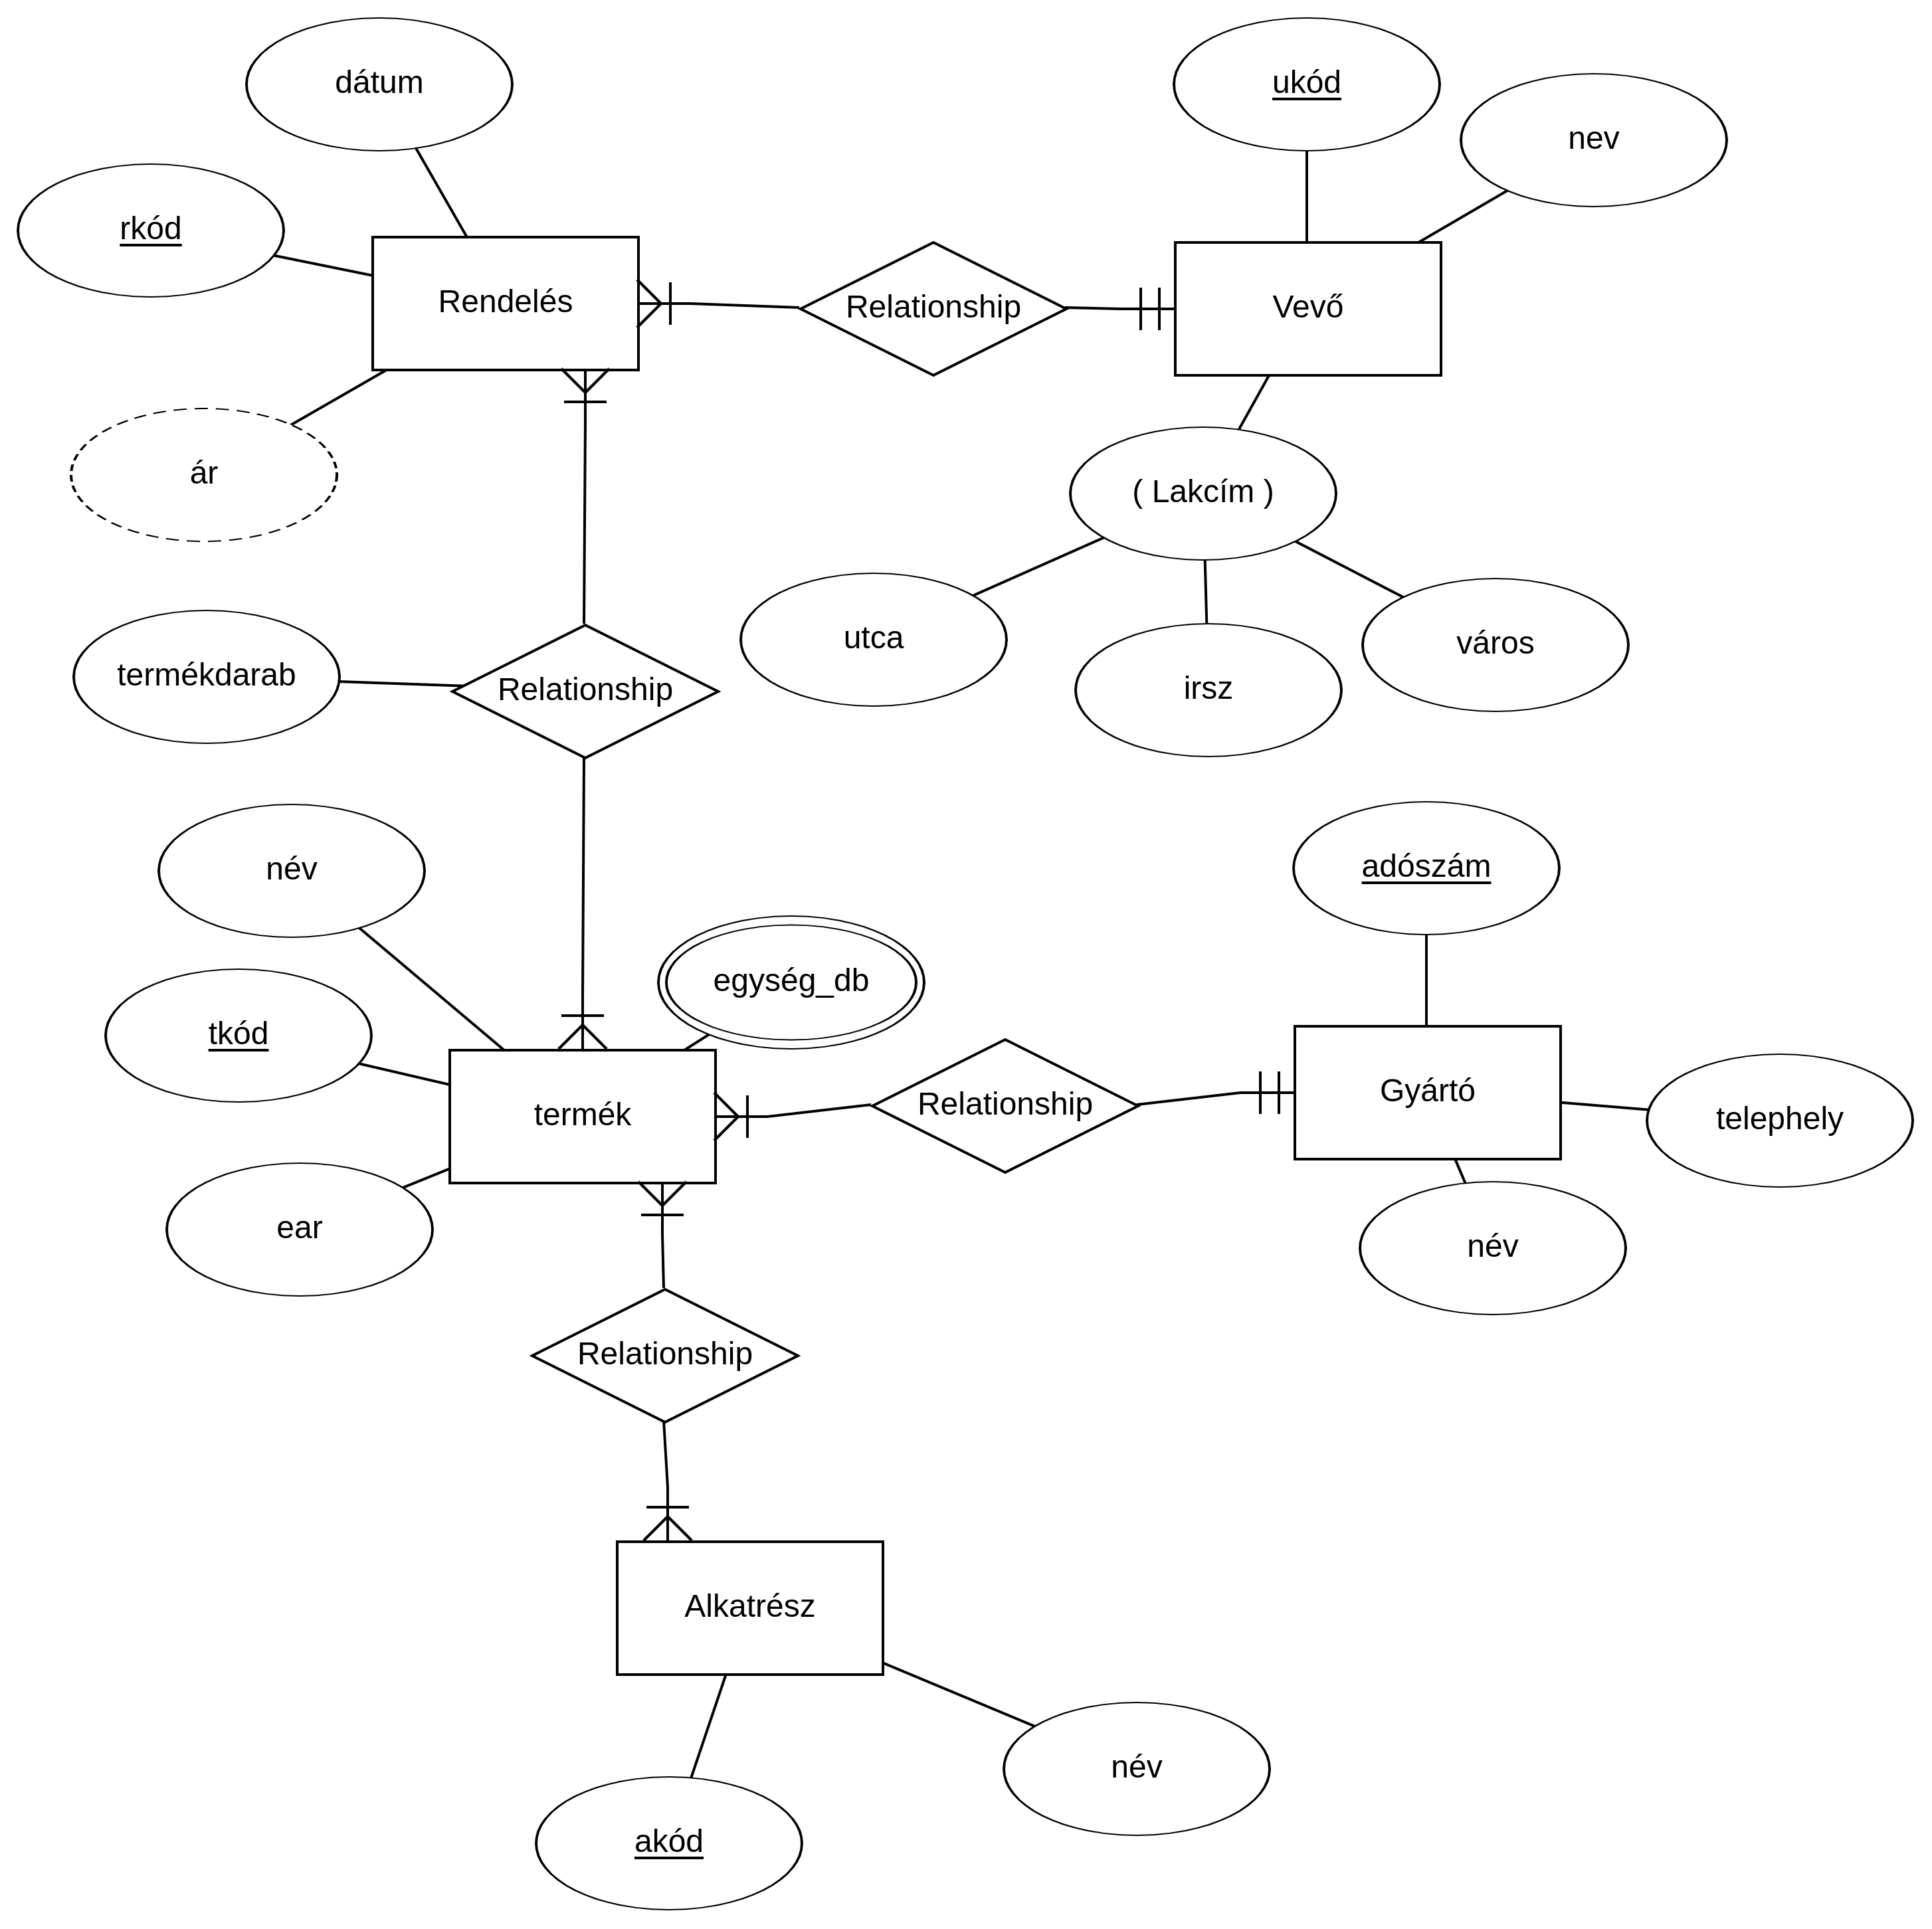 dátum
ukód
nev
rkód
Rendelés
Relationship
Vevő
ár
( Lakcím )
utca
város
irsz
termékdarab
Relationship
név
adószám
egység_db
tkód
termék
Relationship
Gyártó
telephely
ear
név
Relationship
Alkatrész
név
akód